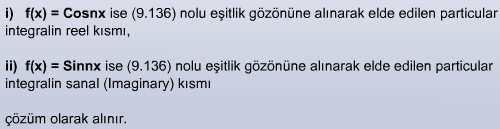 i) f(x) = Cosnx ise (9.136) nolu eşitlik gözönüne alınarak elde edilen particular
integralin reel kısmı,
ii) f(x) = Sinnx ise (9.136) nolu eşitlik gözönüne alınarak elde edilen particular
integralin sanal (Imaginary) kısmı
çözüm olarak alınır.